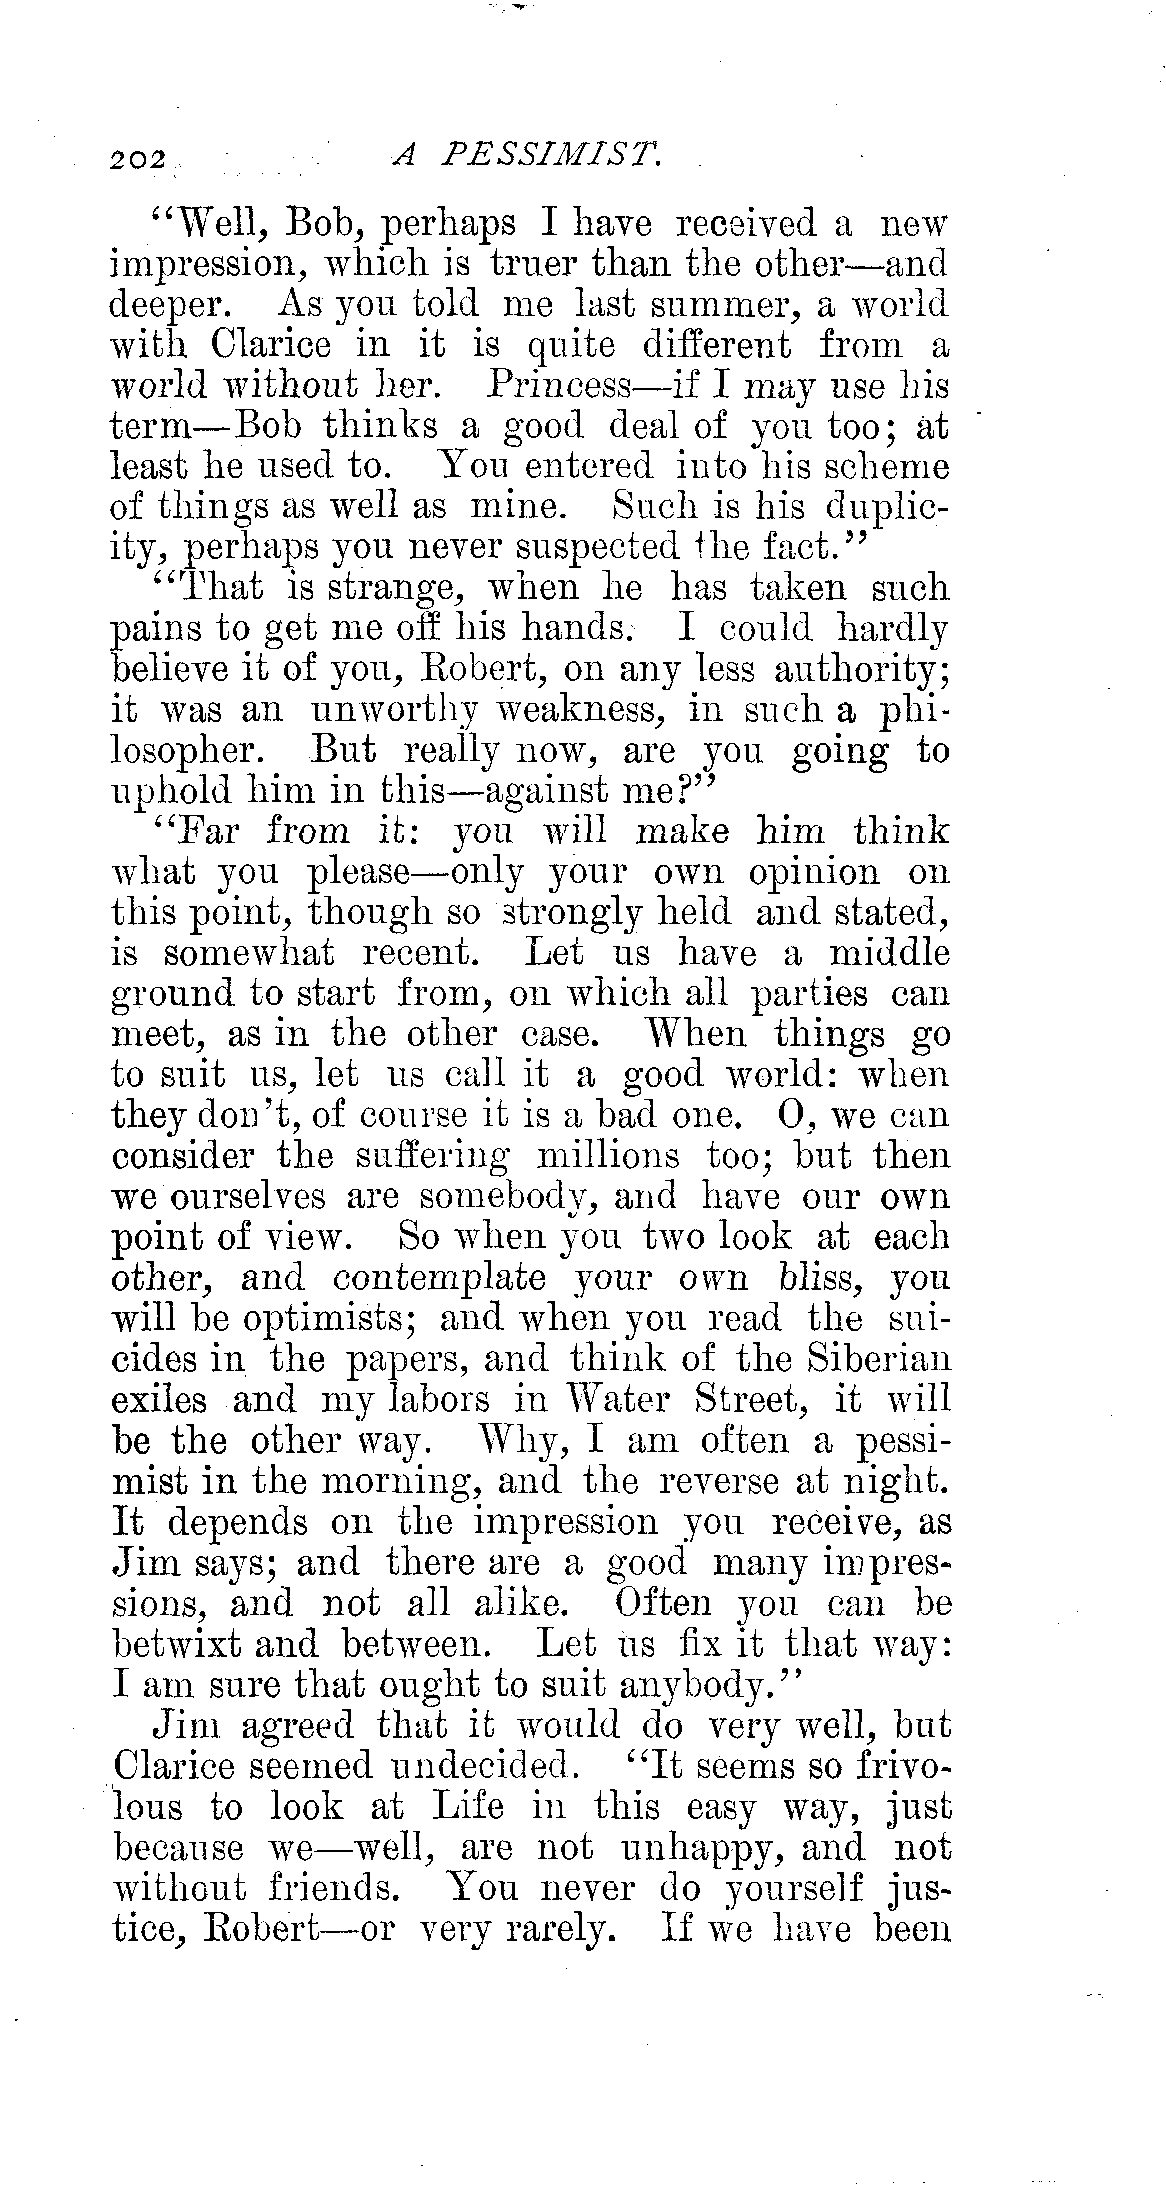 202 A PESSIMIST.
“Well, Bob, perhaps I have received a new
impression, which is truer than the other—and
deeper. As you told me last summer, a world
with Clarice in it is quite different from a
world without her. Princess—if I may use his
term—Bob thinks a good deal of you too; at
least he used to. You entered into his scheme
of things as well as mine. Such is his duplic-
ity, perhaps you never suspected the fact.”
“That is strange, when he has taken such
pains to get me off his hands. I could hardly
believe it of you, Robert, on any less authority;
it was an unworthy weakness, in such a phi-
losopher. But really now, are you going to
uphold him in this—against me?”
“Far from it: you will make him think
what you please—only your own opinion on
this point, though so strongly held and stated,
is somewhat recent. Let us have a middle
ground to start from, on which all parties can
meet, as in the other case. When things go
to suit us, let us call it a good world: when
they don't, of course it is a bad one. O, we can
consider the suffering millions too; but then
we ourselves are somebody, and have our own
point of view. So when you two look at each
other, and contemplate your own bliss, you
will be optimists; and when you read the sui-
cides in the papers, and think of the Siberian
exiles and my labors in Water Street, it will
be the other way. Why, I am often a pessi-
mist in the morning, and the reverse at night.
It depends on the impression you receive, as
Jim says; and there are a good many impres-
sions, and not all alike. Often you can be
betwixt and between. Let us fix it that way:
I am sure that ought to suit anybody.”
Jim agreed that it would do very well, but
Clarice seemed undecided. “It seems so frivo-
lous to look at Life in this easy way, just
because we—well, are not unhappy, and not
without friends. You never do yourself jus-
tice, Robert—or very rarely. If we have been